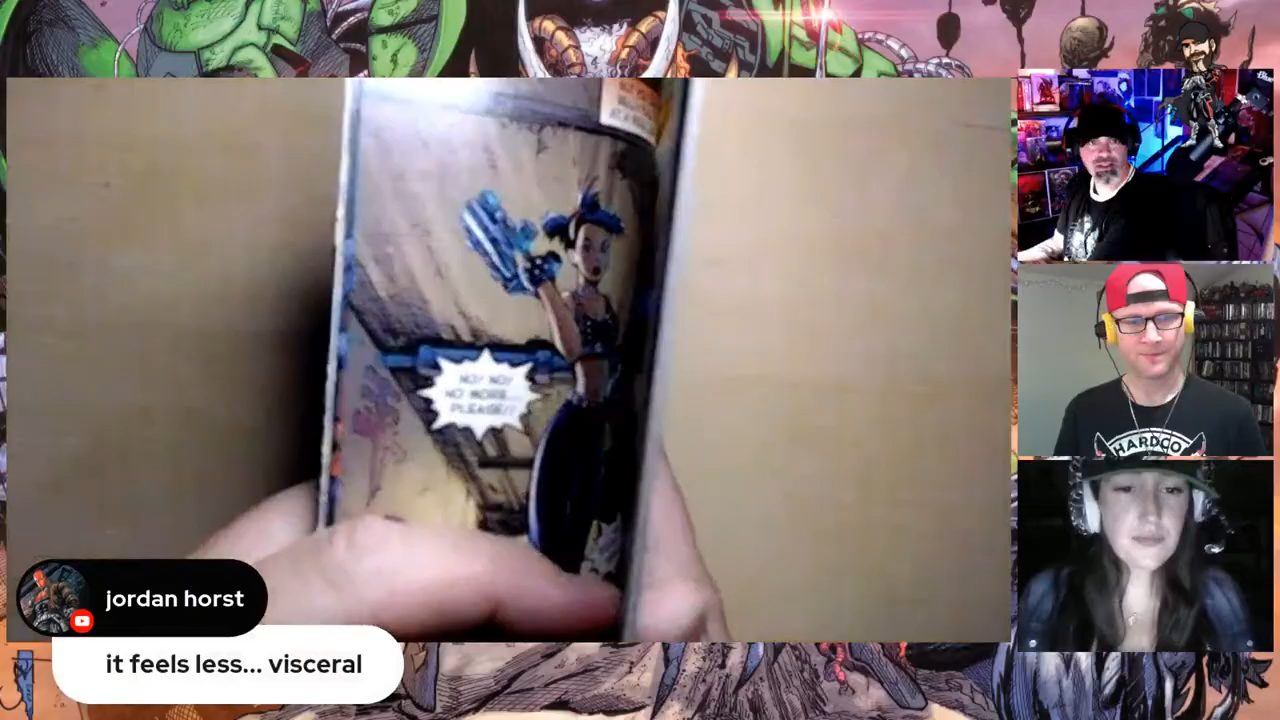 NO! NO!
NO MORE...
PLEASE!!
HARDCO
jordan horst
it feels less... visceral